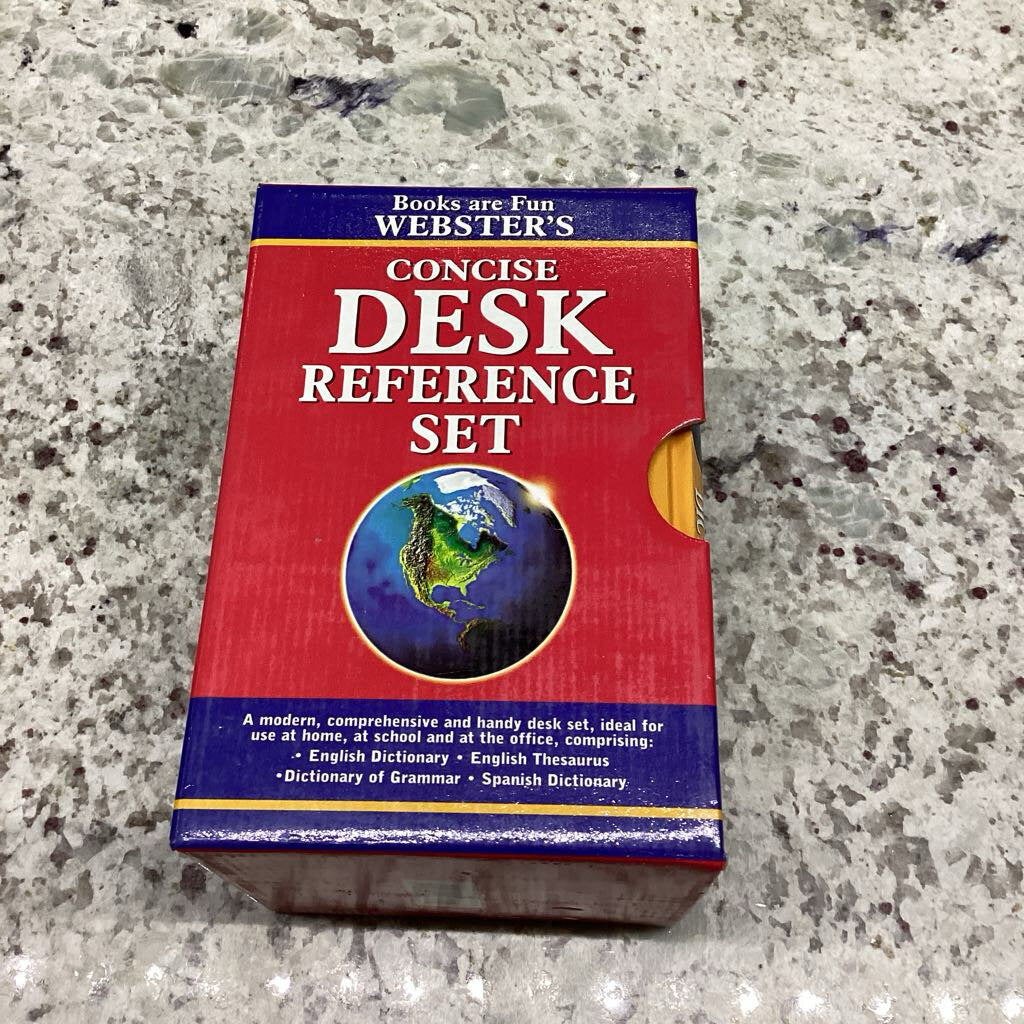 Books are Fun
WEBSTER'S
CONCISE
DESK
REFERENCE
SET
A modern, comprehensive and handy desk set, ideal for
use at home, at school and at the office, comprising:
• English Dictionary • English Thesaurus
•Dictionary of Grammar • Spanish Dictionary